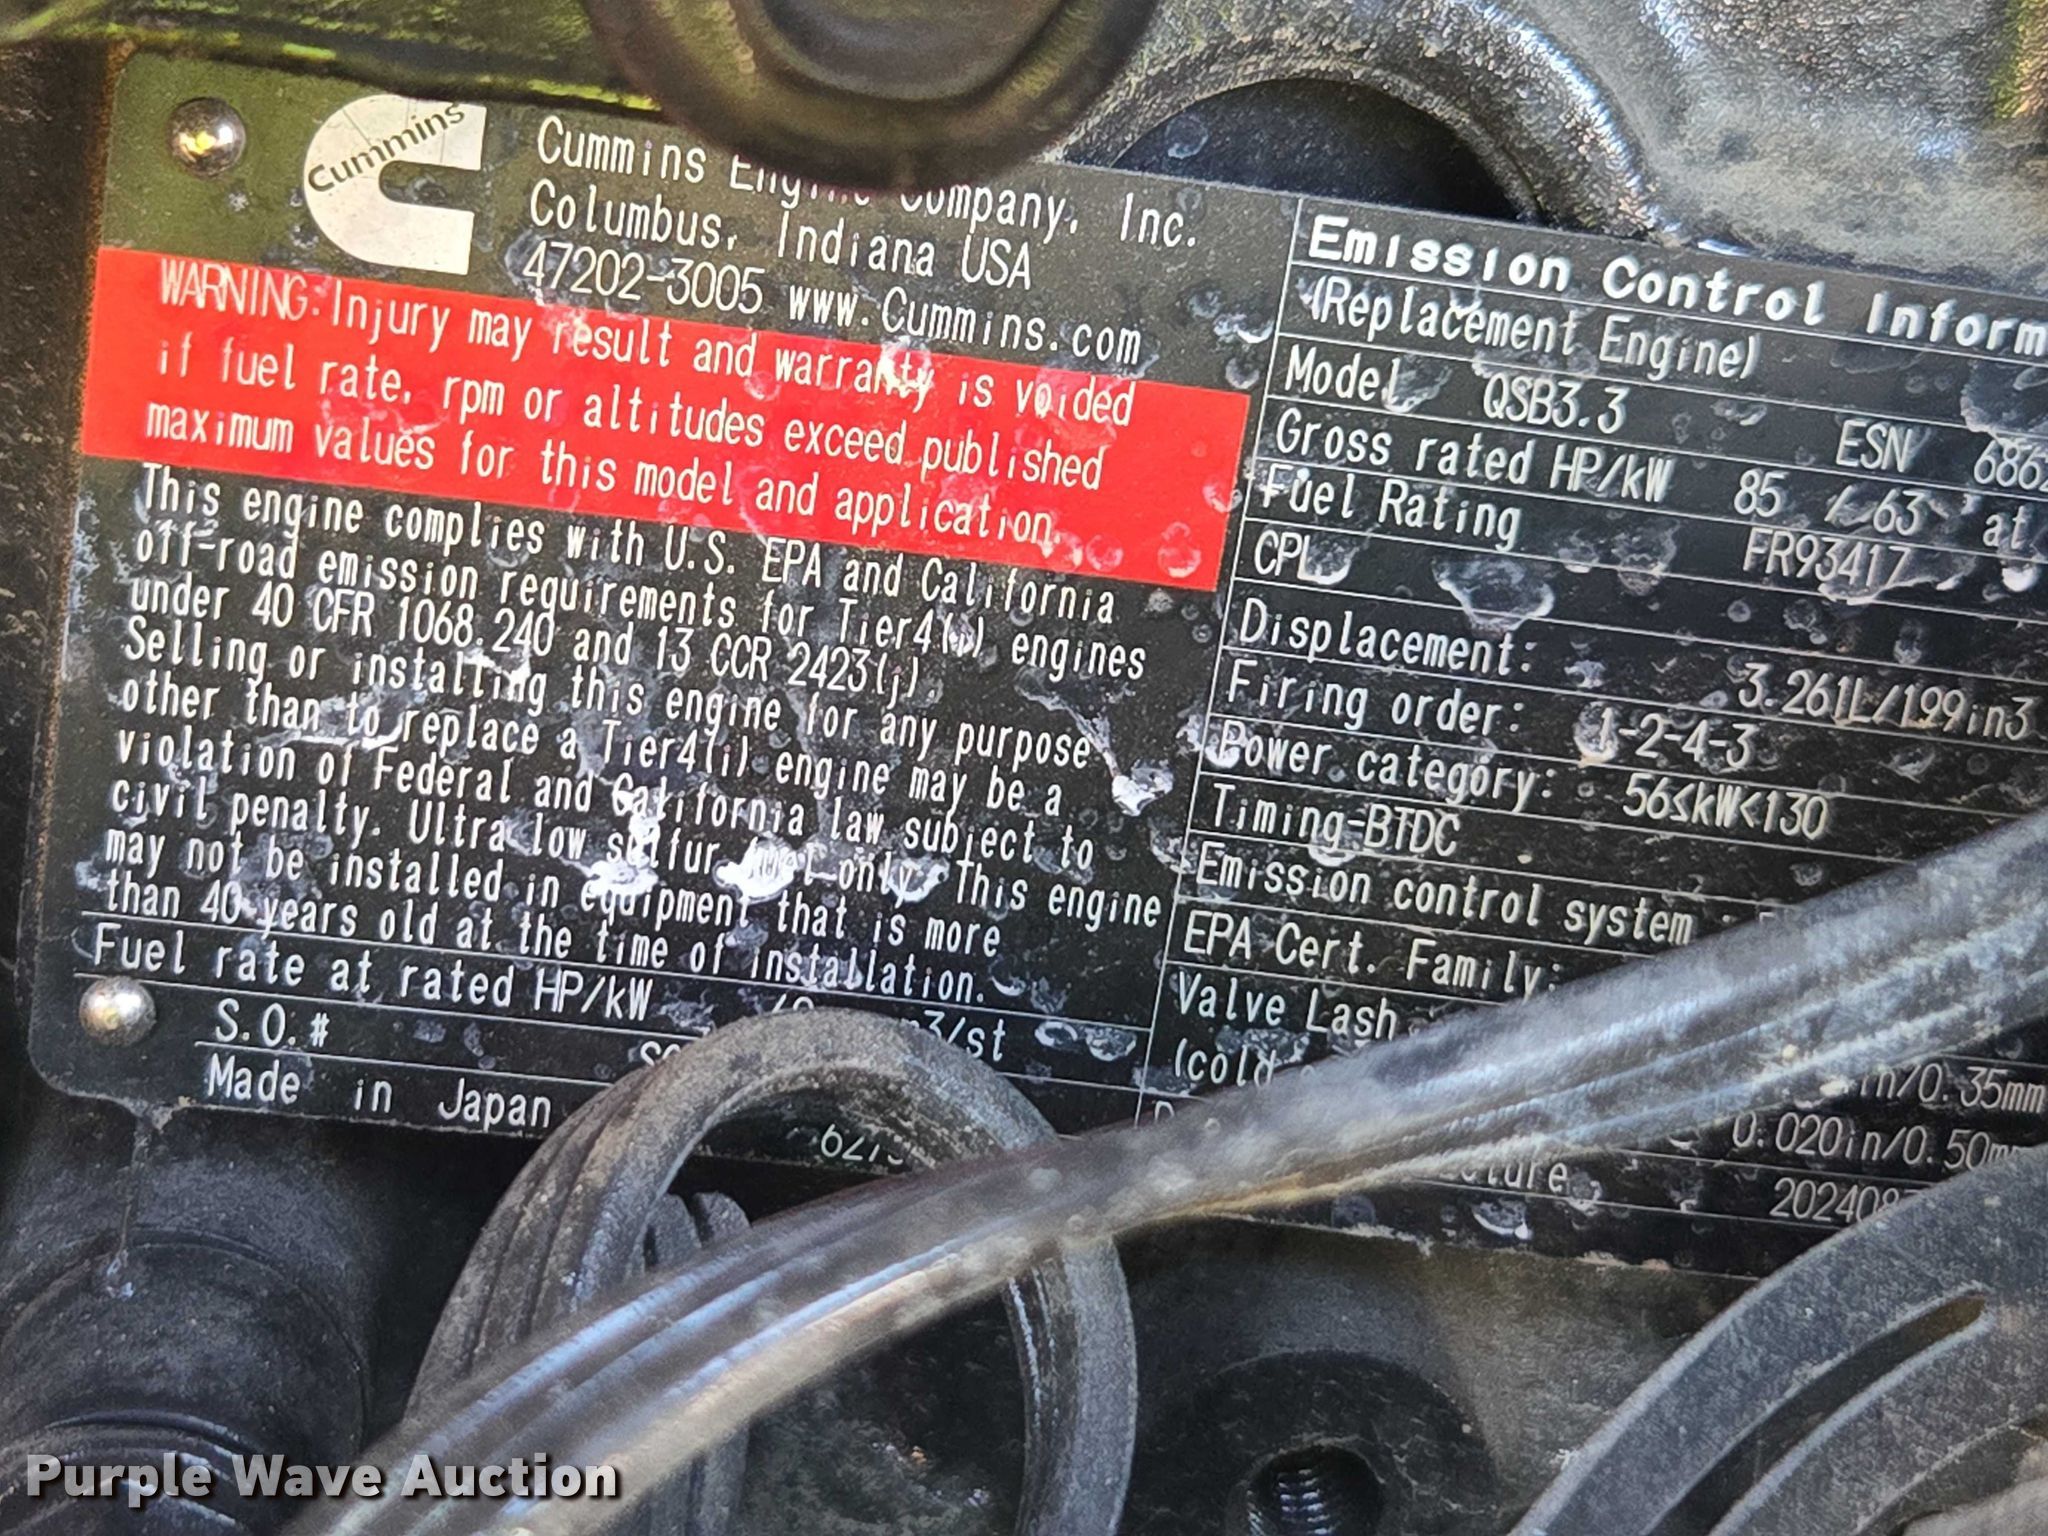 Cummins
Cummins Engine Company, Inc.
Columbus, Indiana USA
47202-3005 www.Cummins.com
WARNING:Injury may result and warranty is voided
if fuel rate, rpm or altitudes exceed published
maximum values for this model and application.
This engine complies with U.S. EPA and California
off-road emission requirements for Tier4(i) engines
under 40 CFR 1068.240 and 13 CCR 2423(j).
Selling or installing this engine for any purpose
other than to replace a Tier4(i) engine may be a
violation of Federal and California law subject to
civil penalty. Ultra low sulfur fuel only. This engine
may not be installed in equipment that is more
than 40 years old at the time of installation.
Fuel rate at rated HP/kW
S.O.#
Made in Japan
Emission Control Inform
(Replacement Engine)
Model QSB3.3 ESN 686
Gross rated HP/kW 85 / 63 at
Fuel Rating FR93417
CPL
Displacement: 3.261L/199in3
Firing order: 1-2-4-3
Power category: 56≤kW<130
Timing-BTDC
Emission control system :
EPA Cert. Family:
Valve Lash
(cold
in/0.35mm
0.020in/0.50mm
202408
Purple Wave Auction